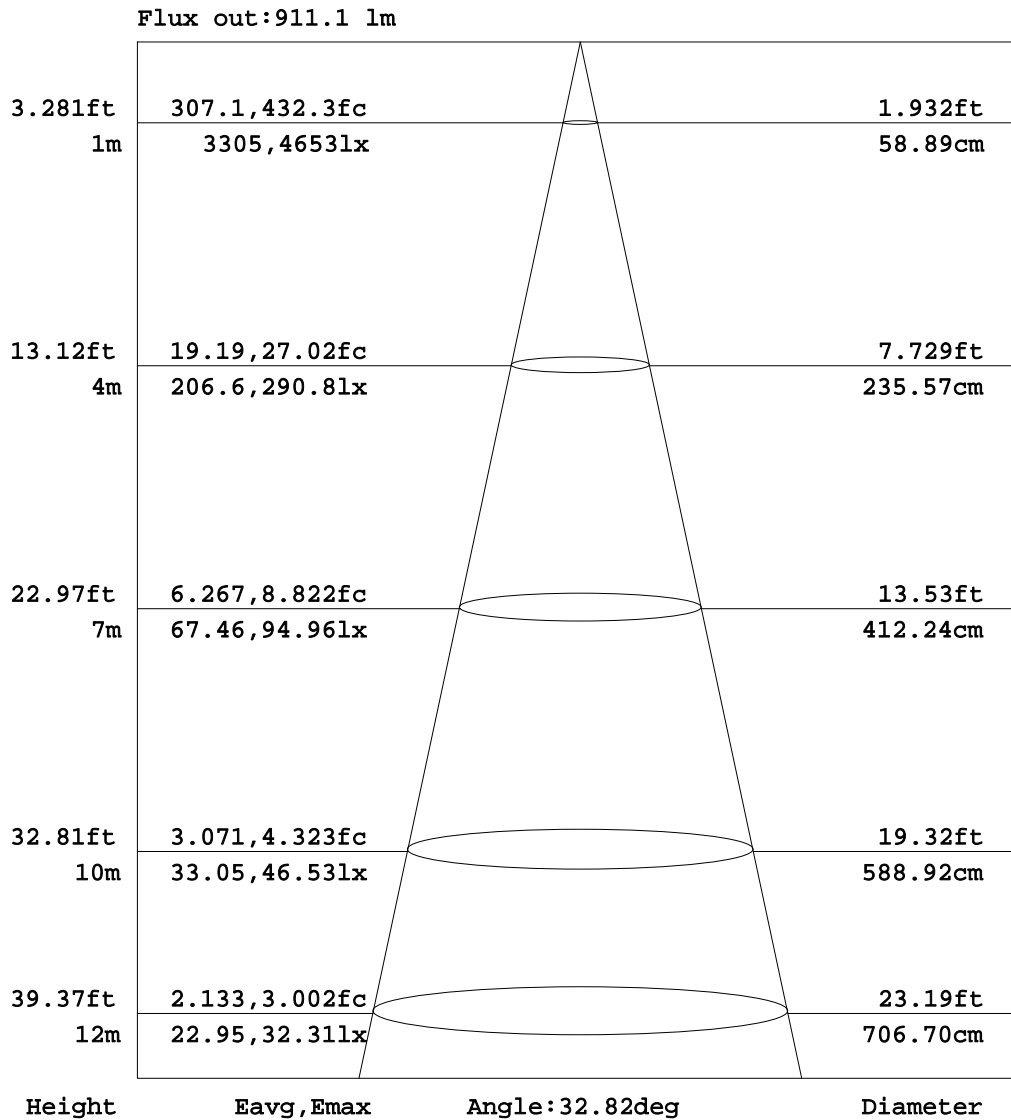 Flux out:911.1 lm
3.281ft 307.1,432.3fc 1.932ft
1m 3305,4653lx 58.89cm
13.12ft 19.19,27.02fc 7.729ft
4m 206.6,290.8lx 235.57cm
22.97ft 6.267,8.822fc 13.53ft
7m 67.46,94.96lx 412.24cm
32.81ft 3.071,4.323fc 19.32ft
10m 33.05,46.53lx 588.92cm
39.37ft 2.133,3.002fc 23.19ft
12m 22.95,32.31lx 706.70cm
Height Eavg,Emax Angle:32.82deg Diameter